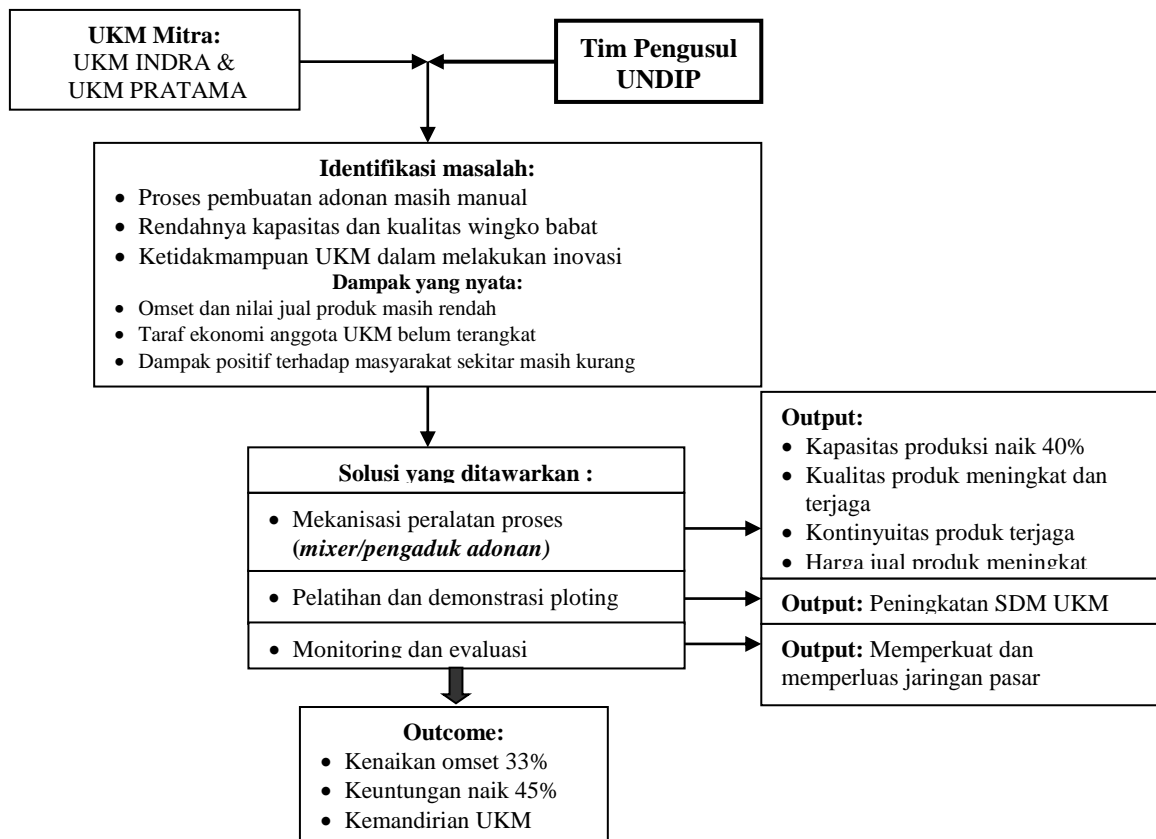 UKM Mitra:
UKM INDRA &
UKM PRATAMA
Tim Pengusul
UNDIP
Identifikasi masalah:
• Proses pembuatan adonan masih manual
• Rendahnya kapasitas dan kualitas wingko babat
• Ketidakmampuan UKM dalam melakukan inovasi
Dampak yang nyata:
• Omset dan nilai jual produk masih rendah
• Taraf ekonomi anggota UKM belum terangkat
• Dampak positif terhadap masyarakat sekitar masih kurang
Solusi yang ditawarkan :
• Mekanisasi peralatan proses
(mixer/pengaduk adonan)
• Pelatihan dan demonstrasi ploting
• Monitoring dan evaluasi
Output:
• Kapasitas produksi naik 40%
• Kualitas produk meningkat dan
terjaga
• Kontinyuitas produk terjaga
• Harga jual produk meningkat
Output: Peningkatan SDM UKM
Output: Memperkuat dan
memperluas jaringan pasar
Outcome:
• Kenaikan omset 33%
• Keuntungan naik 45%
• Kemandirian UKM